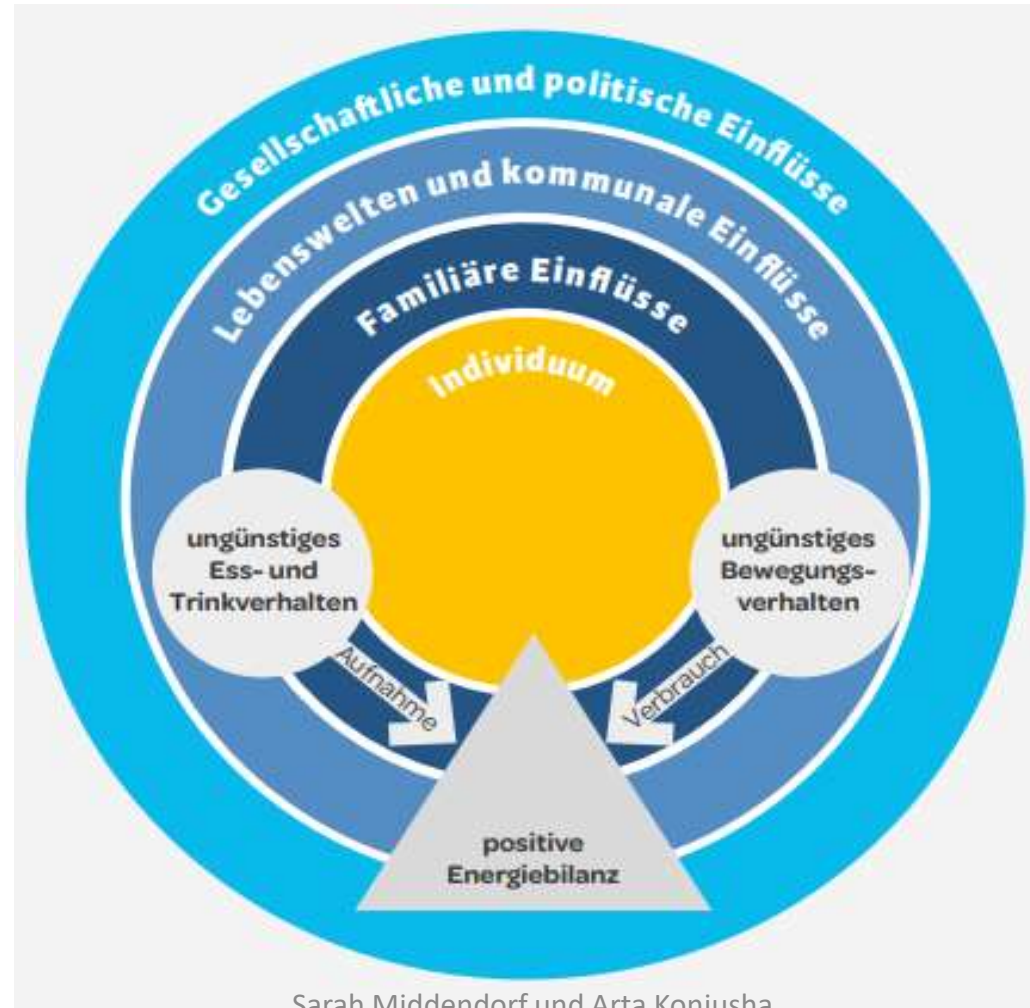 Gesellschaftliche und politische Einflüsse
Lebenswelten und kommunale Einflüsse
Familiäre Einflüsse
Individuum
ungünstiges
Ess- und
Trinkverhalten
ungünstiges
Bewegungs-
verhalten
Aufnahme
Verbrauch
positive
Energiebilanz
Sarah Middendorf und Arta Konjusha